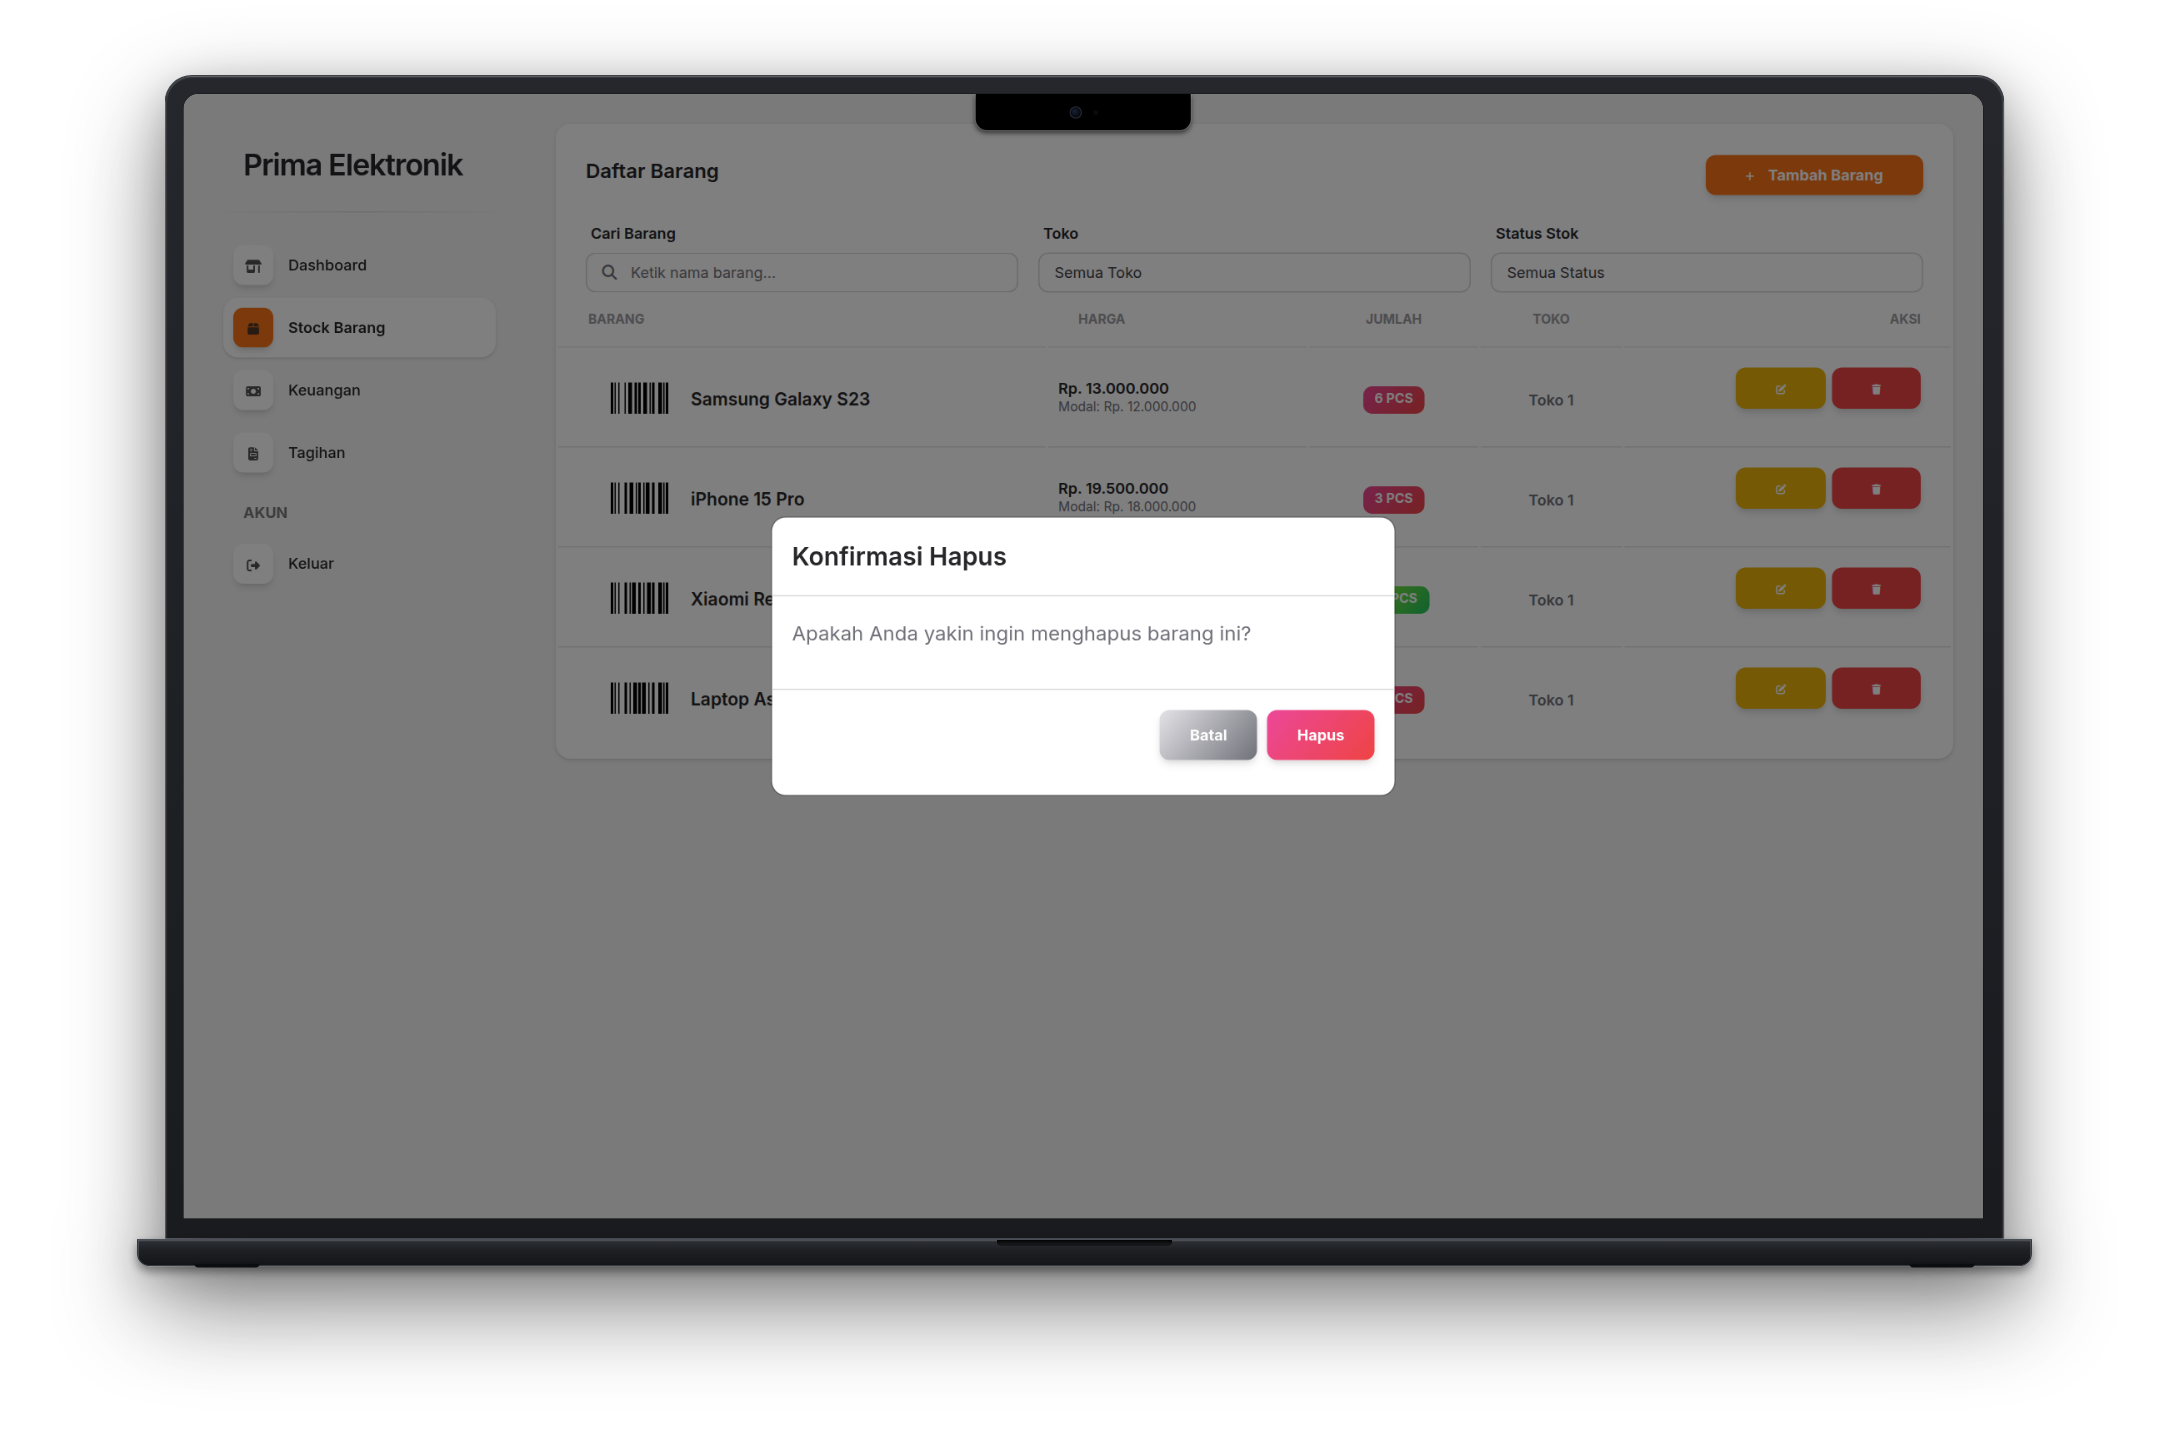 Prima Elektronik
Dashboard
Stock Barang
Keuangan
Tagihan
AKUN
Keluar
Daftar Barang
+ Tambah Barang
Cari Barang
Toko
Status Stok
Ketik nama barang...
Semua Toko
Semua Status
BARANG HARGA JUMLAH TOKO AKSI
Samsung Galaxy S23
Rp. 13.000.000
Modal: Rp. 12.000.000
6 PCS
Toko 1
iPhone 15 Pro
Rp. 19.500.000
Modal: Rp. 18.000.000
3 PCS
Toko 1
Xiaomi
Toko 1
Laptop
Toko 1
Konfirmasi Hapus
Apakah Anda yakin ingin menghapus barang ini?
Batal
Hapus